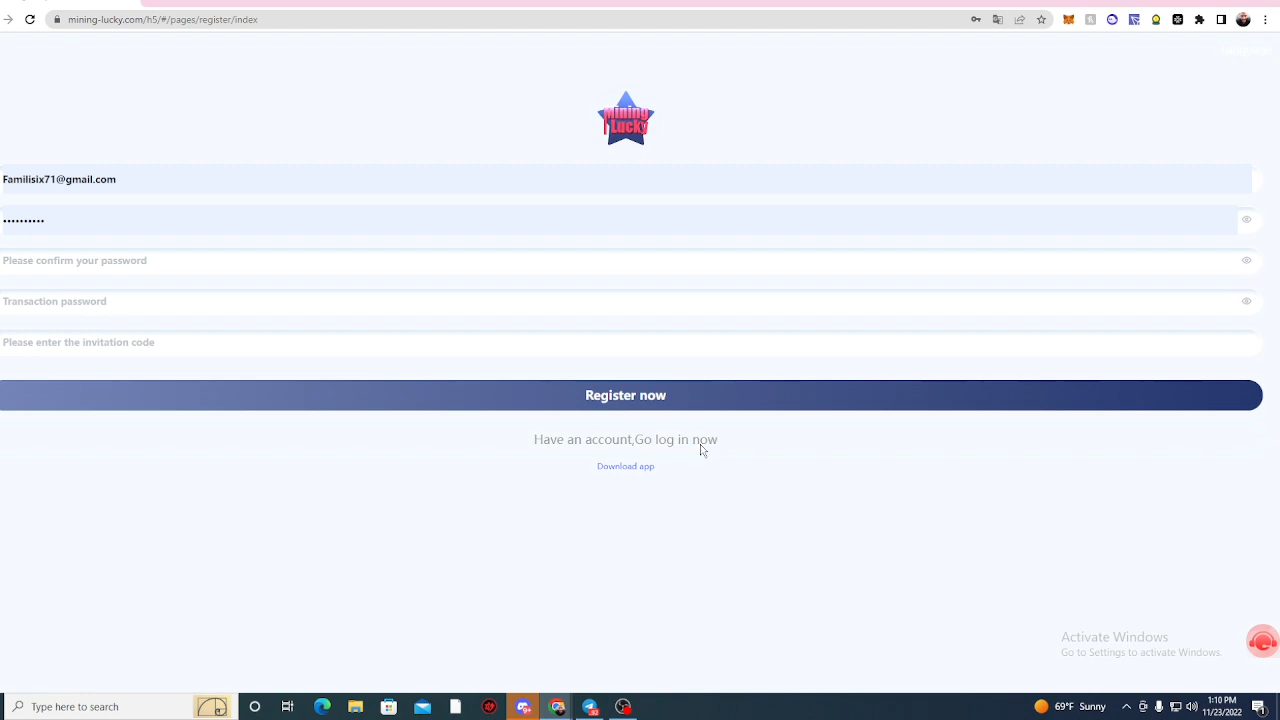 mining-lucky.com/h5/#/pages/register/index
Mining
Lucky
Familisix71@gmail.com
••••••••••
Please confirm your password
Transaction password
Please enter the invitation code
Register now
Have an account,Go log in now
Download app
Activate Windows
Go to Settings to activate Windows.
Type here to search
69°F Sunny
1:10 PM
11/23/2022